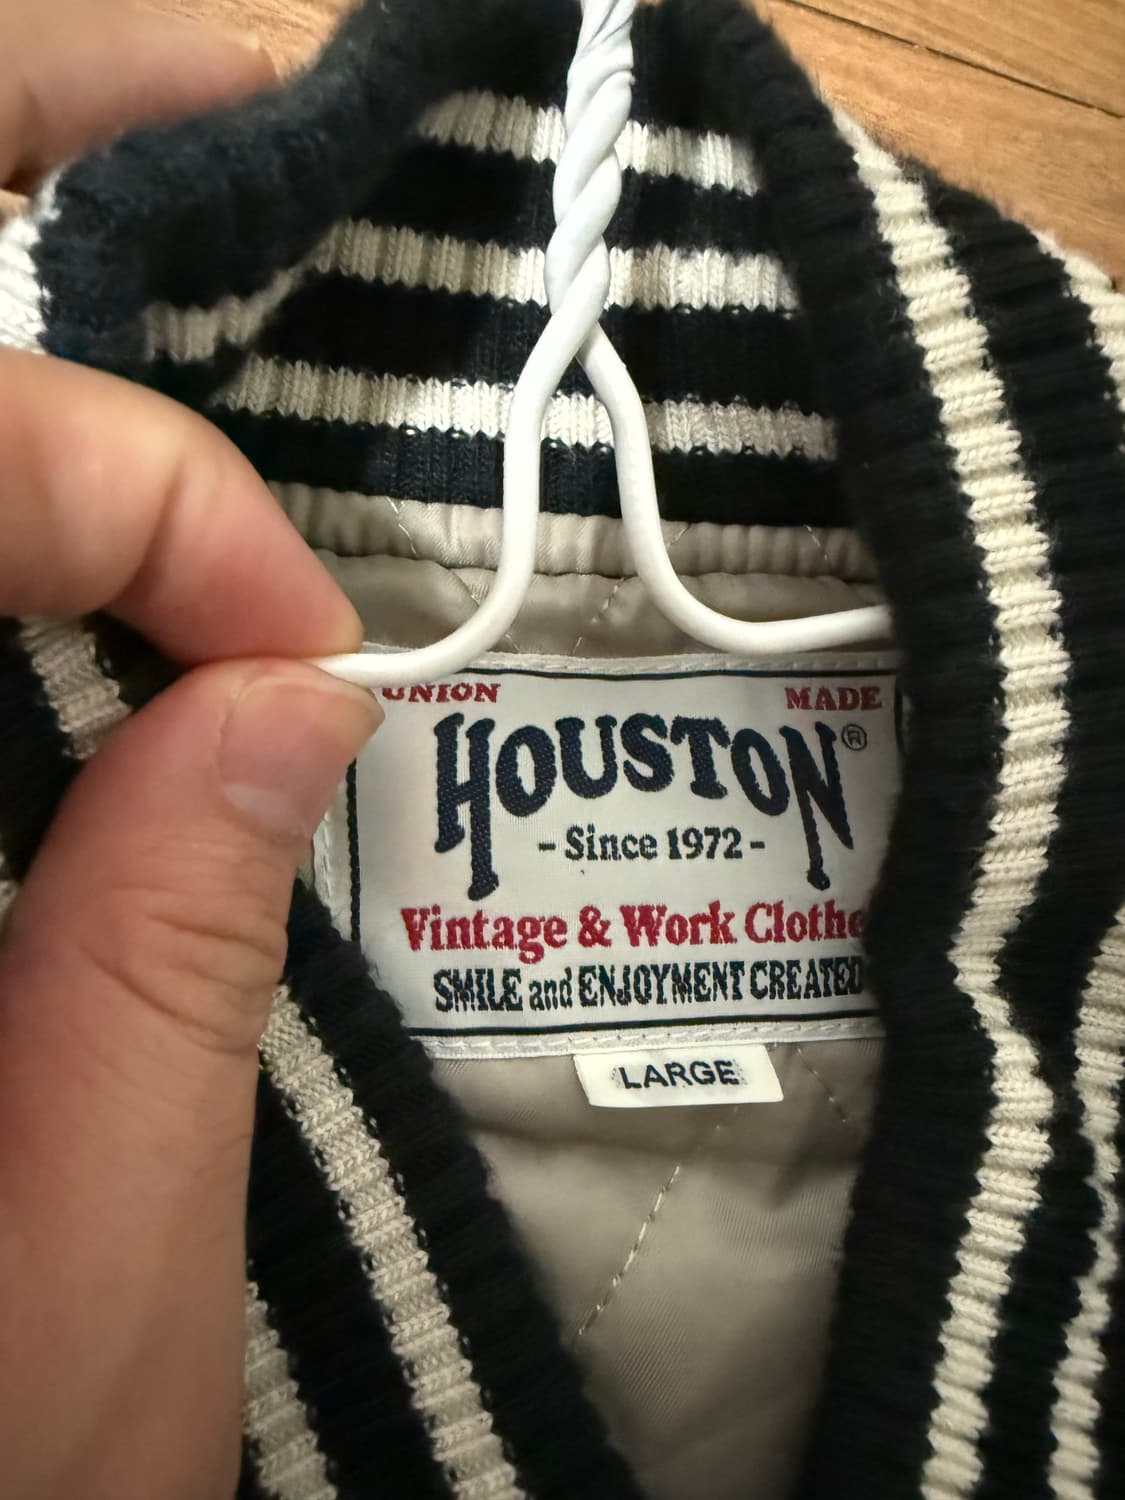 UNION MADE
HOUSTON®
- Since 1972 -
Vintage & Work Clothe
SMILE and ENJOYMENT CREATED
LARGE